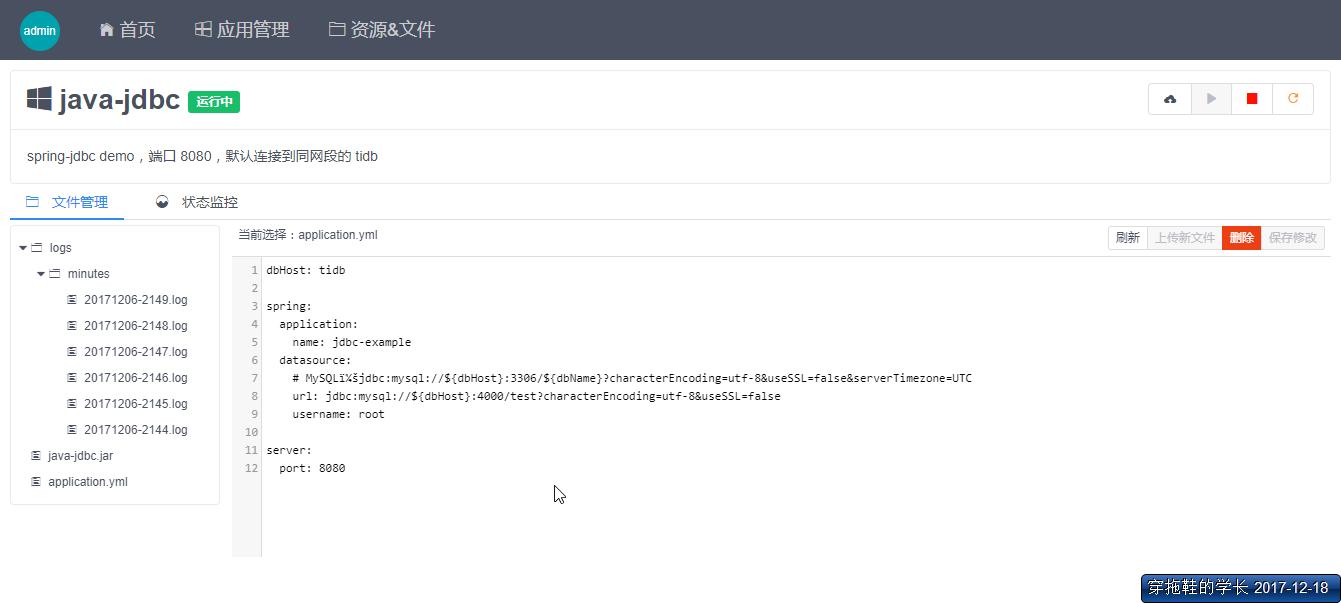 admin 首页 应用管理 资源&文件
java-jdbc 运行中
spring-jdbc demo，端口 8080，默认连接到同网段的 tidb
文件管理 状态监控
logs
minutes
20171206-2149.log
20171206-2148.log
20171206-2147.log
20171206-2146.log
20171206-2145.log
20171206-2144.log
java-jdbc.jar
application.yml
当前选择：application.yml 刷新 上传新文件 删除 保存修改
1 dbHost: tidb
2
3 spring:
4   application:
5     name: jdbc-example
6   datasource:
7     # MySQL：jdbc:mysql://${dbHost}:3306/${dbName}?characterEncoding=utf-8&useSSL=false&serverTimezone=UTC
8     url: jdbc:mysql://${dbHost}:4000/test?characterEncoding=utf-8&useSSL=false
9     username: root
10
11 server:
12   port: 8080
穿拖鞋的学长 2017-12-18